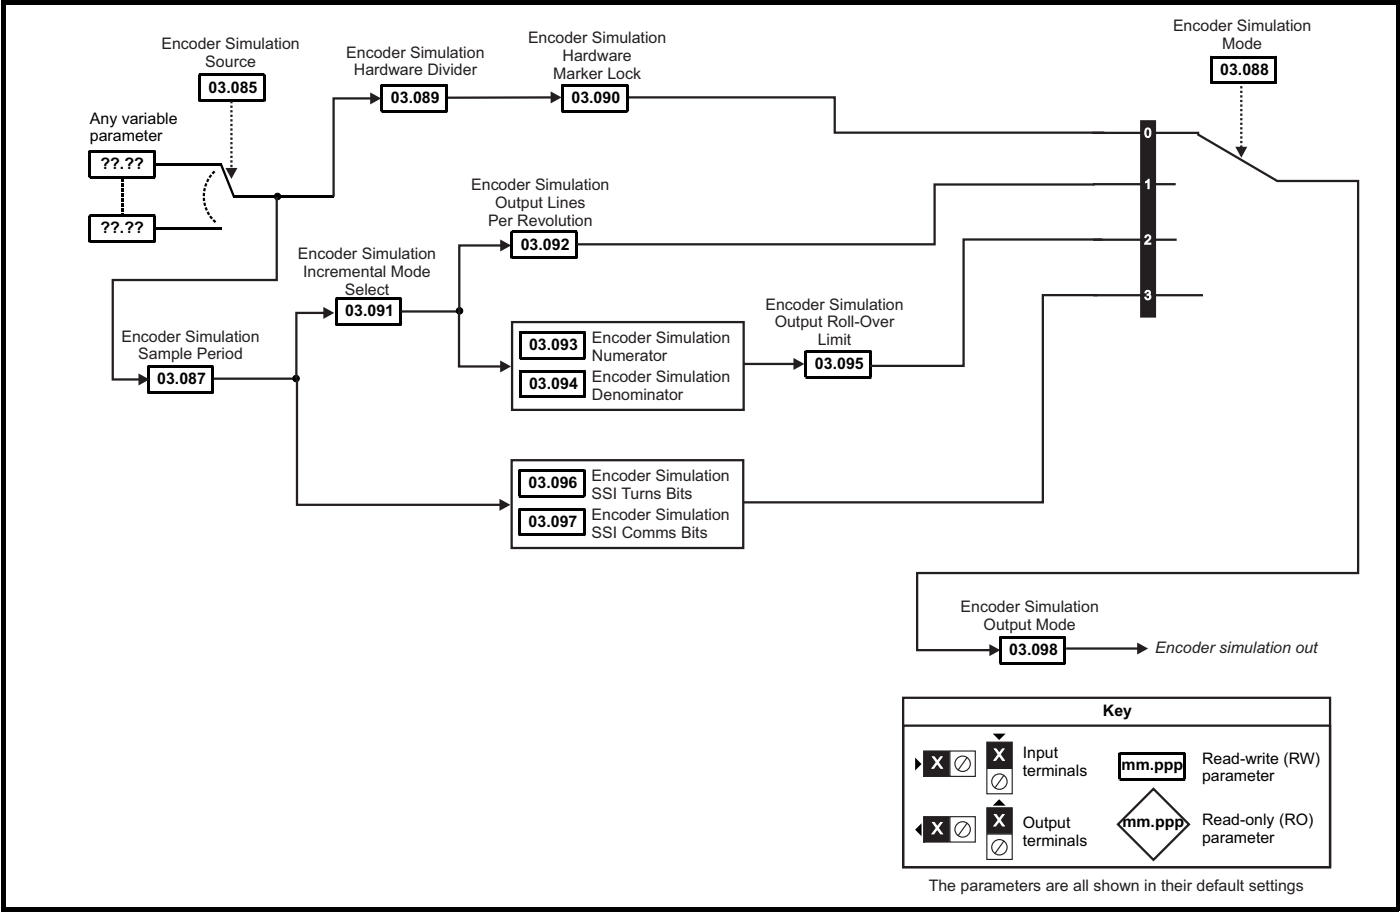 Encoder Simulation
Source
03.085
Encoder Simulation
Hardware Divider
03.089
Encoder Simulation
Hardware
Marker Lock
03.090
Encoder Simulation
Mode
03.088
Any variable
parameter
??.??
??.??
0
1
2
3
Encoder Simulation
Output Lines
Per Revolution
03.092
Encoder Simulation
Incremental Mode
Select
03.091
Encoder Simulation
Sample Period
03.087
03.093
Encoder Simulation
Numerator
03.094
Encoder Simulation
Denominator
Encoder Simulation
Output Roll-Over
Limit
03.095
03.096
Encoder Simulation
SSI Turns Bits
03.097
Encoder Simulation
SSI Comms Bits
Encoder Simulation
Output Mode
03.098
Encoder simulation out
Key
X
X
Input
terminals
mm.ppp
Read-write (RW)
parameter
X
X
Output
terminals
mm.ppp
Read-only (RO)
parameter
The parameters are all shown in their default settings